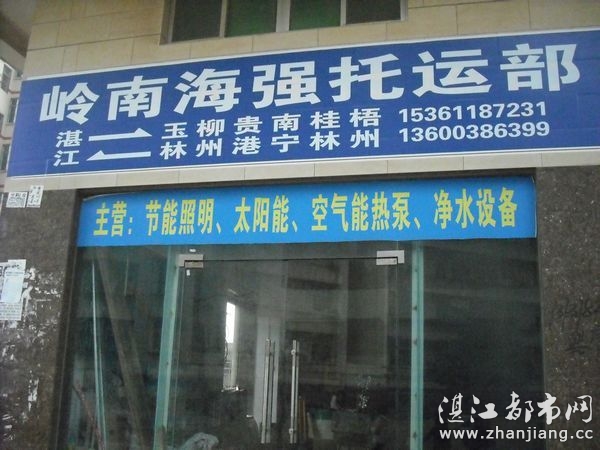 岭南海强托运部
湛江 二 玉林 柳州 贵港 南宁 桂林 梧州
15361187231
13600386399
主营：节能照明、太阳能、空气能热泵、净水设备
湛江都市网
www.zhanjiang.cc